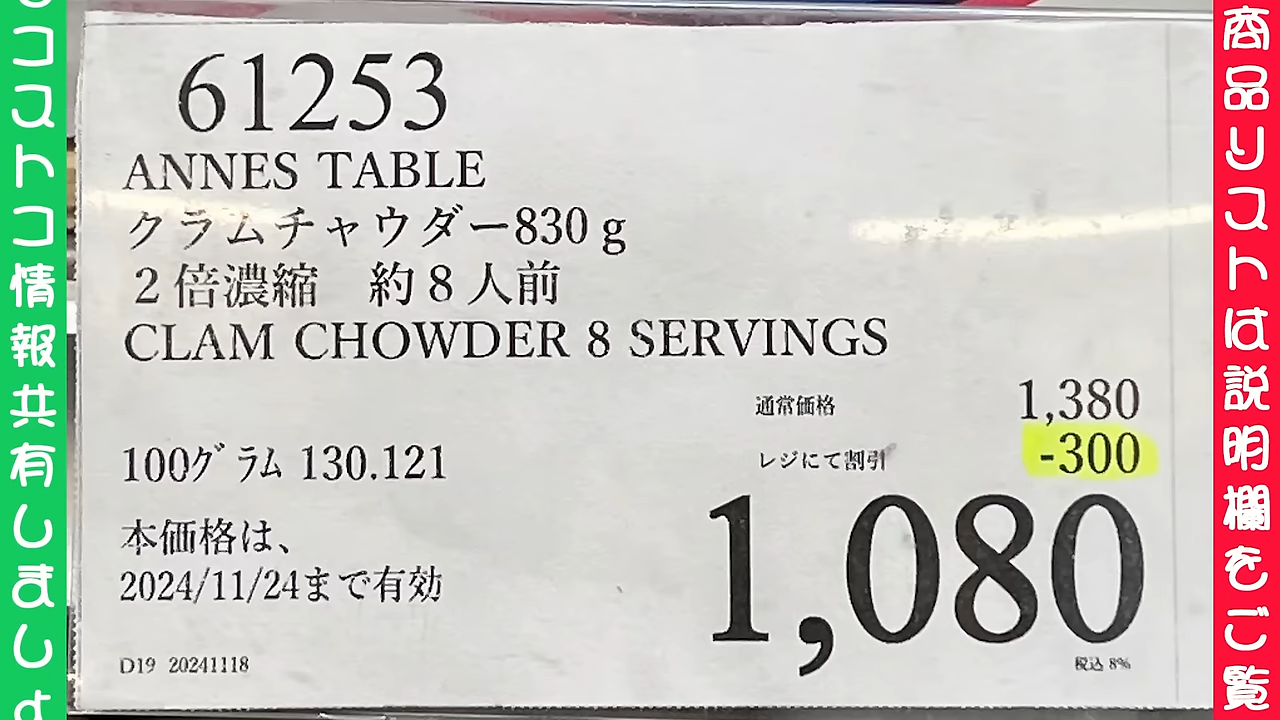 コストコ情報共有しまし
61253
ANNES TABLE
クラムチャウダー830g
2倍濃縮 約8人前
CLAM CHOWDER 8 SERVINGS
通常価格 1,380
レジにて割引 -300
100グラム 130.121
1,080
本価格は、
2024/11/24まで有効
D19 20241118
税込 8%
商品リストは説明欄をご覧